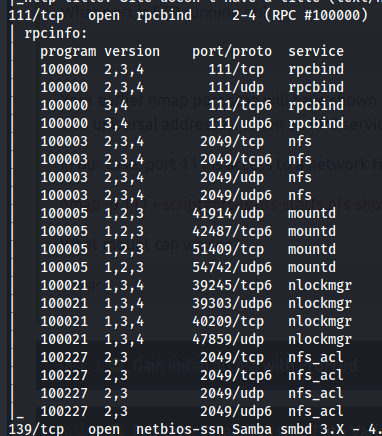 111/tcp open rpcbind 2-4 (RPC #100000)
| rpcinfo:
| program version port/proto service
| 100000 2,3,4 111/tcp rpcbind
| 100000 2,3,4 111/udp rpcbind
| 100000 3,4 111/tcp6 rpcbind
| 100000 3,4 111/udp6 rpcbind
| 100003 2,3,4 2049/tcp nfs
| 100003 2,3,4 2049/tcp6 nfs
| 100003 2,3,4 2049/udp nfs
| 100003 2,3,4 2049/udp6 nfs
| 100005 1,2,3 41914/udp mountd
| 100005 1,2,3 42487/tcp6 mountd
| 100005 1,2,3 51409/tcp mountd
| 100005 1,2,3 54742/udp6 mountd
| 100021 1,3,4 39245/tcp6 nlockmgr
| 100021 1,3,4 39303/udp6 nlockmgr
| 100021 1,3,4 40209/tcp nlockmgr
| 100021 1,3,4 47859/udp nlockmgr
| 100227 2,3 2049/tcp nfs_acl
| 100227 2,3 2049/tcp6 nfs_acl
| 100227 2,3 2049/udp nfs_acl
|_ 100227 2,3 2049/udp6 nfs_acl
139/tcp open netbios-ssn Samba smbd 3.X - 4.